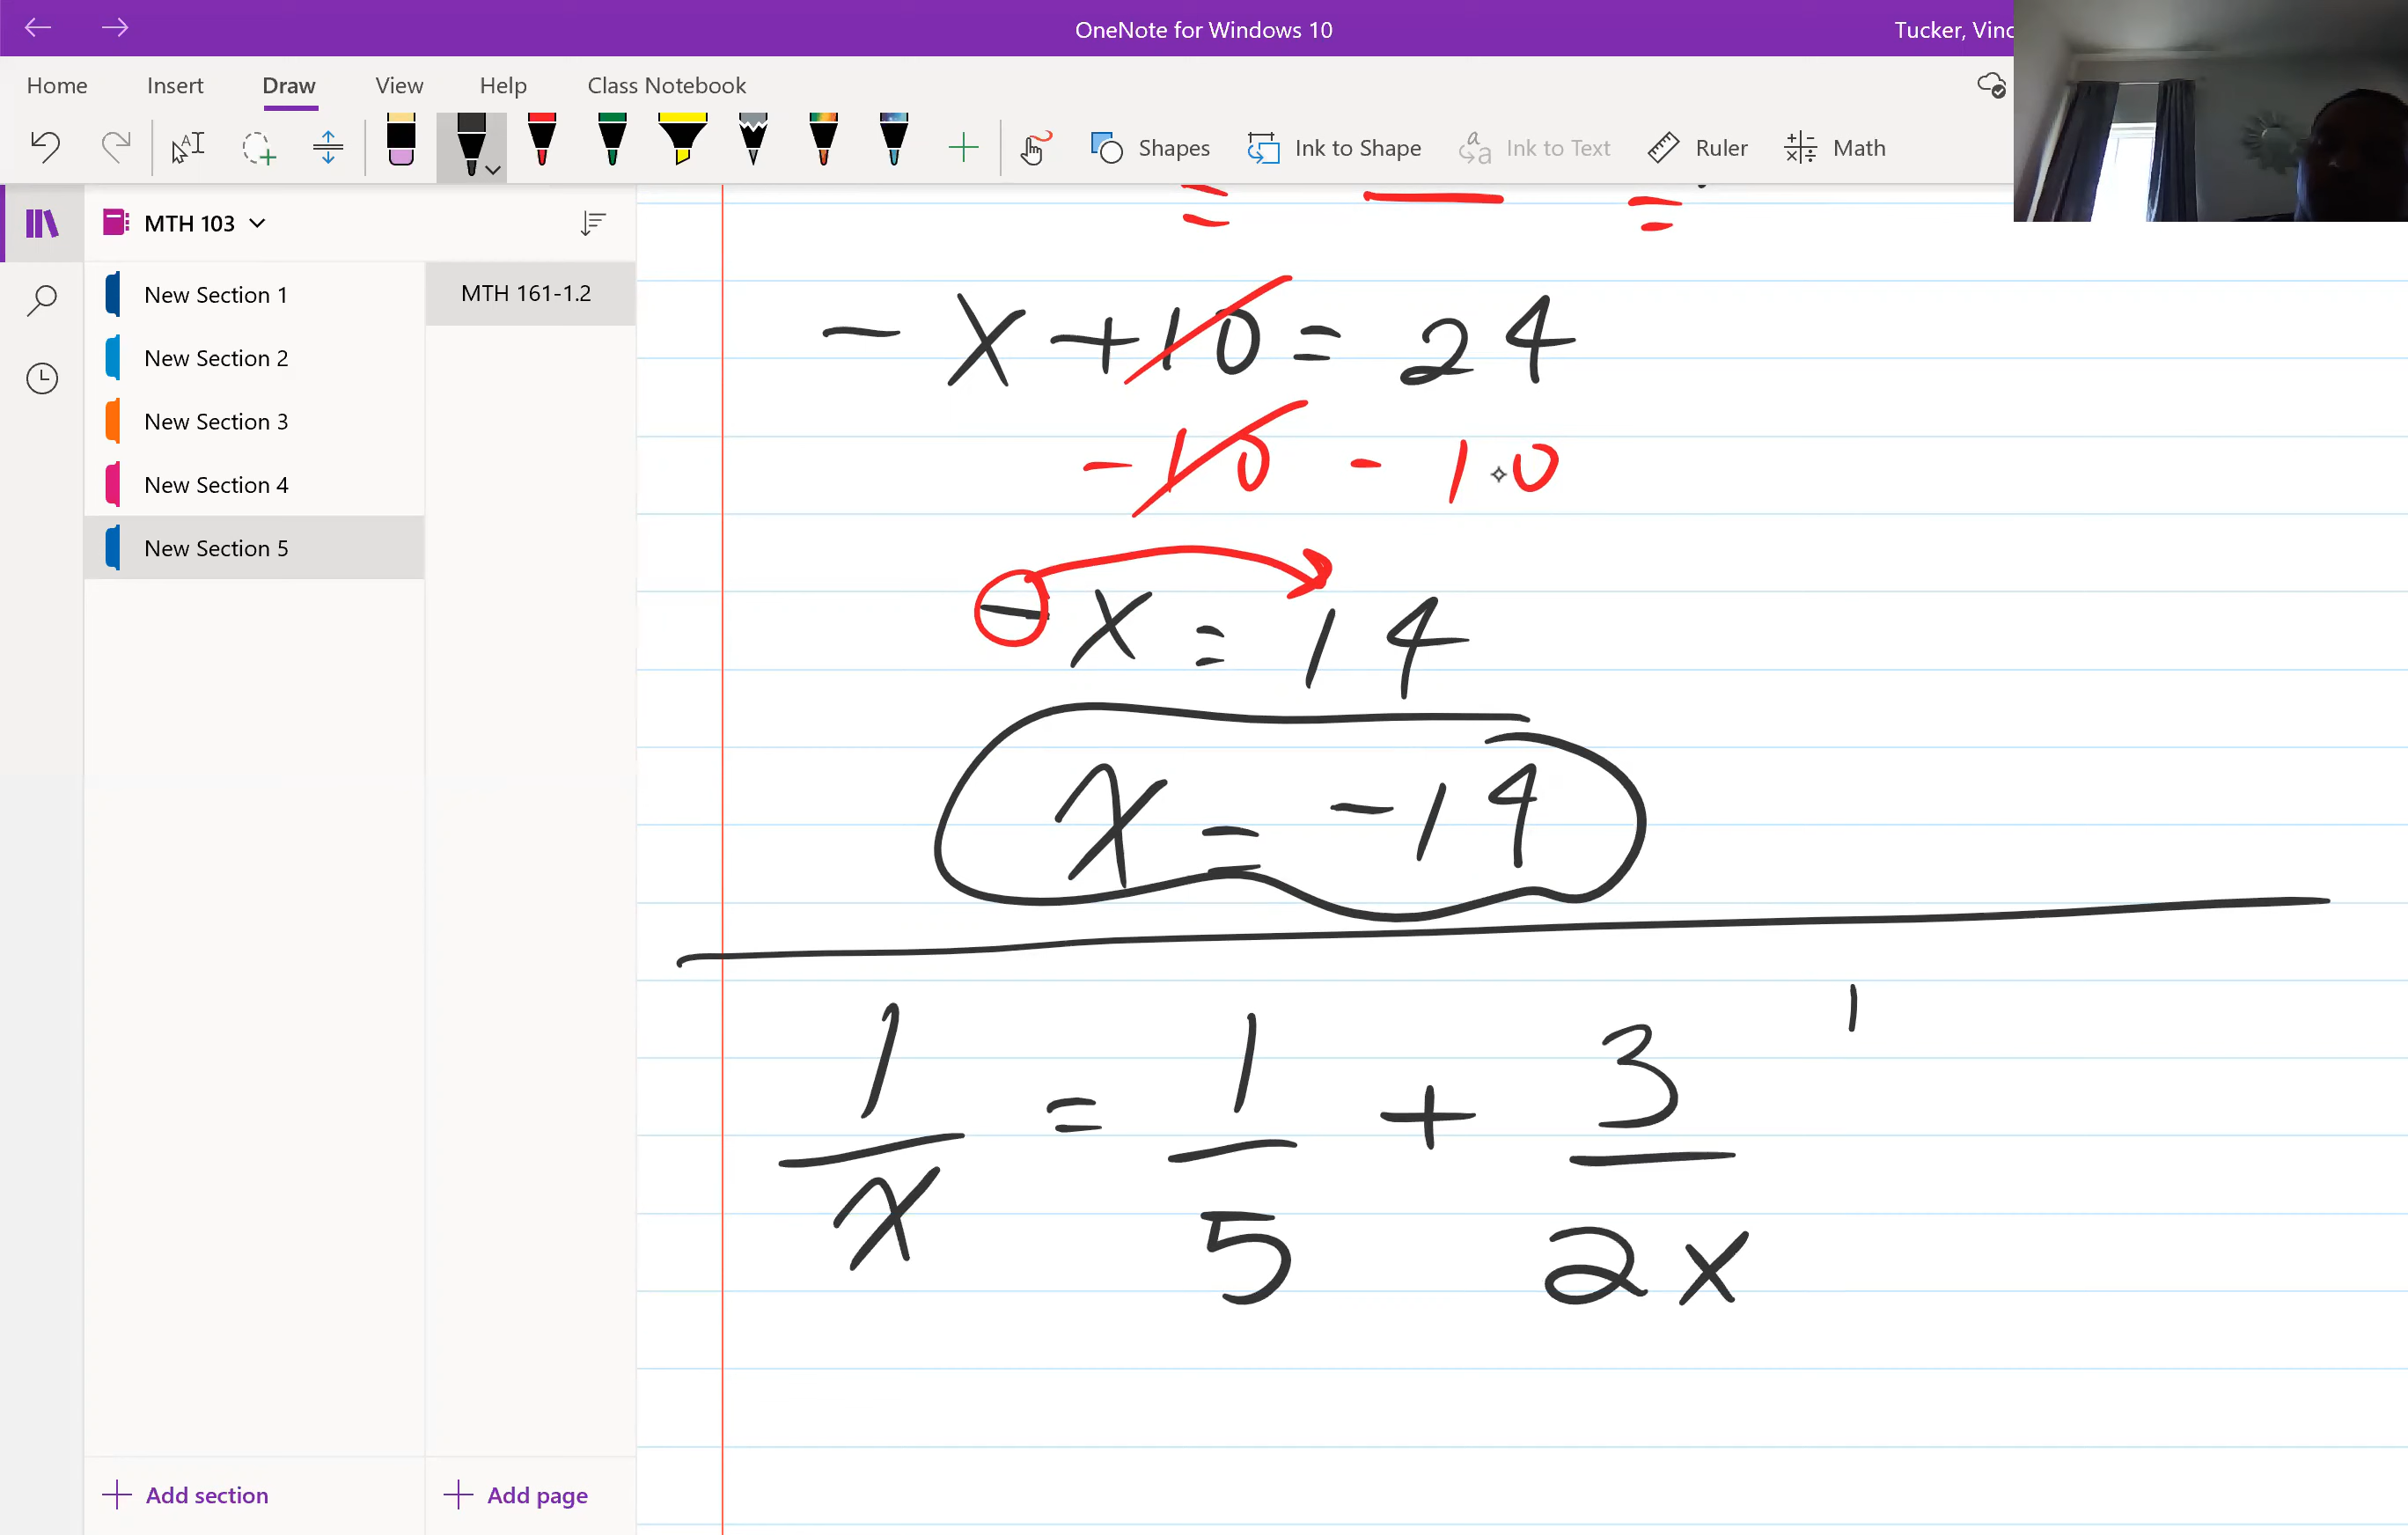 OneNote for Windows 10
Tucker, Vinc
Home Insert Draw View Help Class Notebook
Shapes Ink to Shape Ink to Text Ruler Math
MTH 103
New Section 1
New Section 2
New Section 3
New Section 4
New Section 5
MTH 161-1.2
Add section
Add page
- x + 10 = 24
- 10 - 10
- x = 14
x = -14
1/x = 1/5 + 3/2x